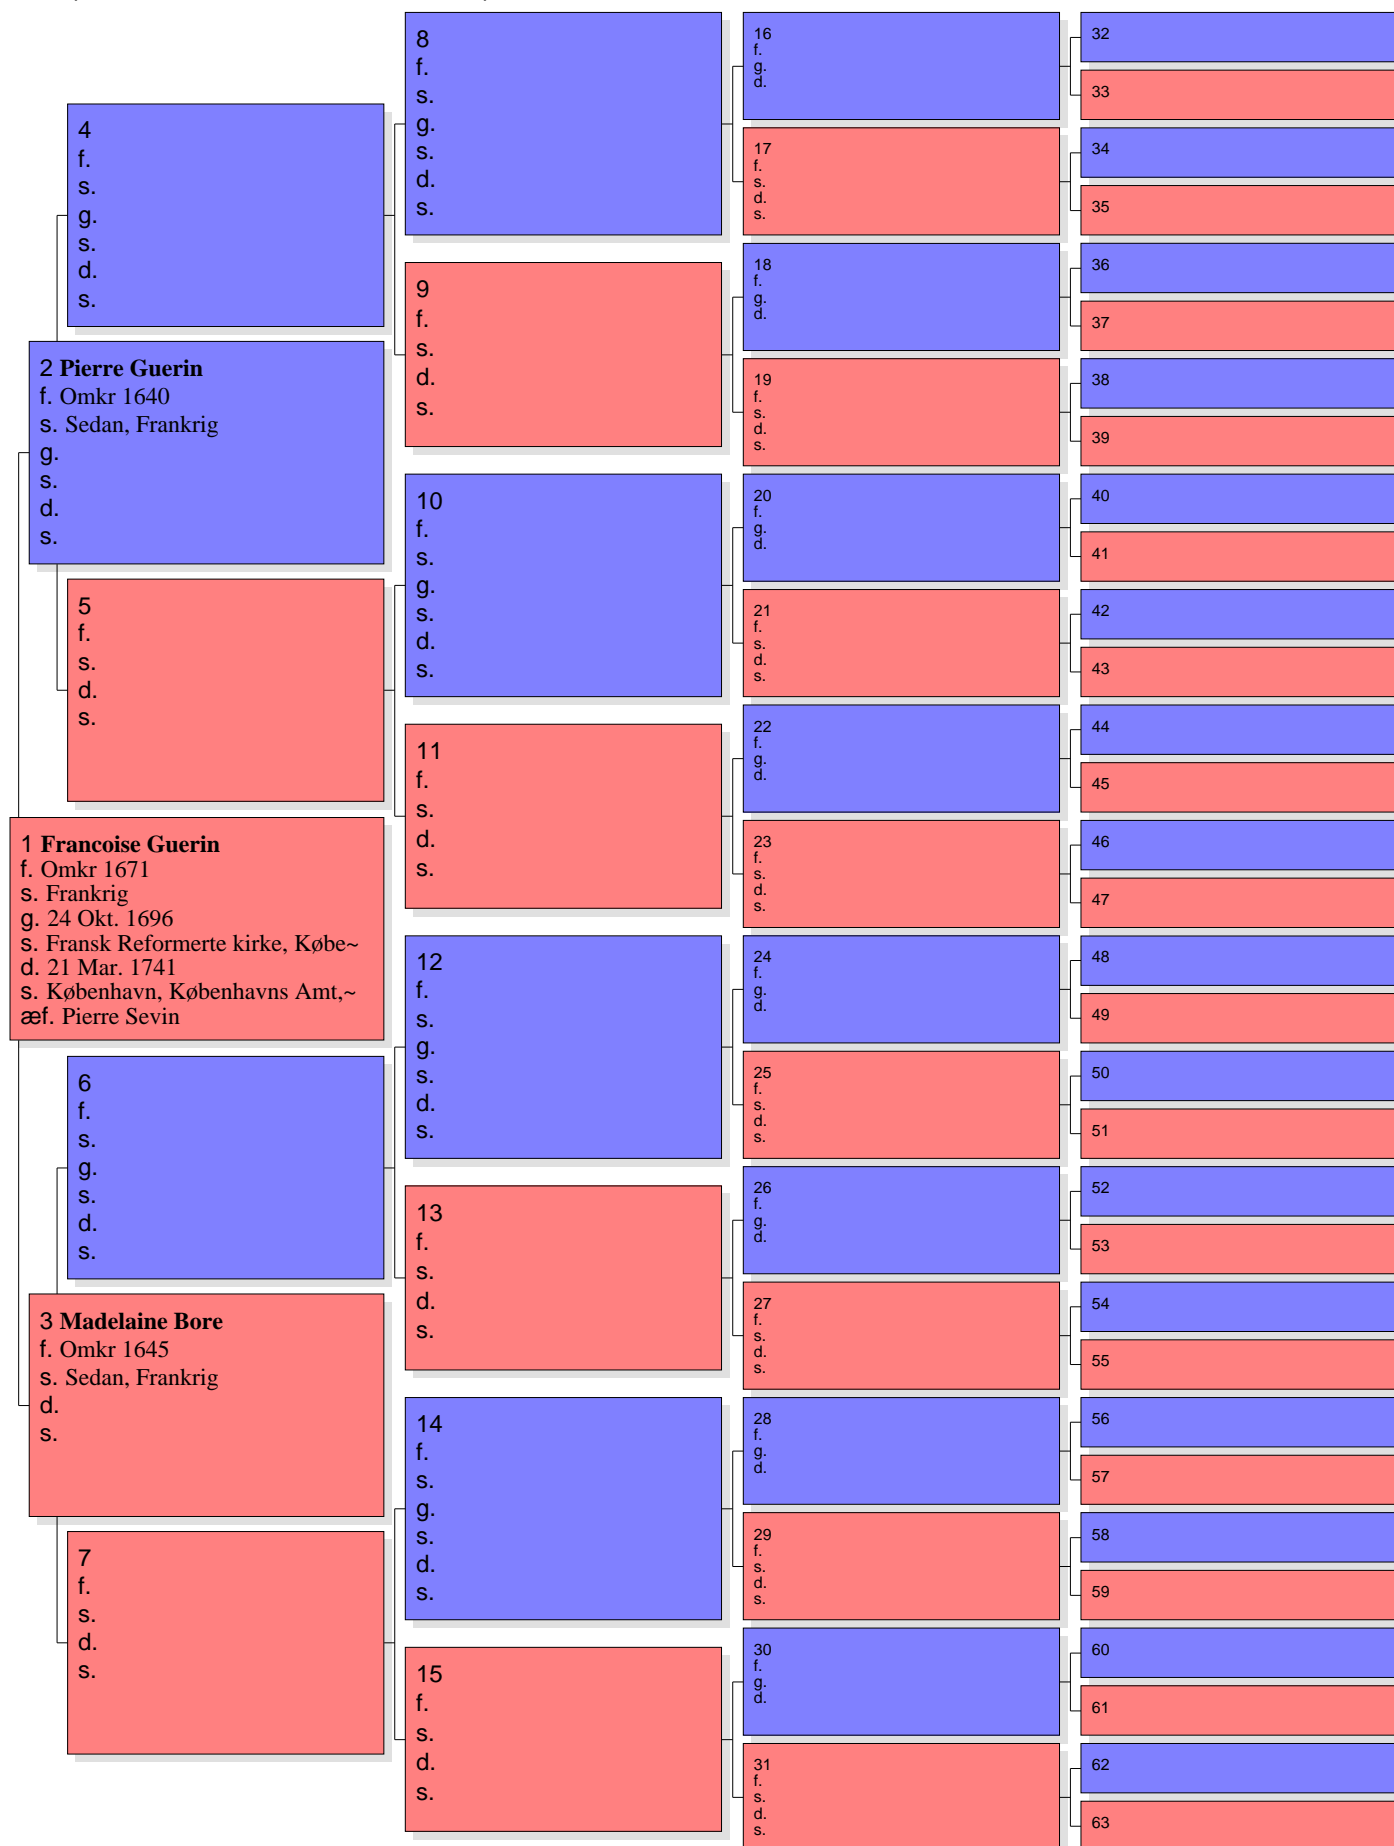 4
f.
s.
g.
s.
d.
s.
2 Pierre Guerin
f. Omkr 1640
s. Sedan, Frankrig
g.
s.
d.
s.
5
f.
s.
d.
s.
1 Francoise Guerin
f. Omkr 1671
s. Frankrig
g. 24 Okt. 1696
s. Fransk Reformerte kirke, Købe~
d. 21 Mar. 1741
s. København, Københavns Amt,~
æf. Pierre Sevin
6
f.
s.
g.
s.
d.
s.
3 Madelaine Bore
f. Omkr 1645
s. Sedan, Frankrig
d.
s.
7
f.
s.
d.
s.
8
f.
s.
g.
s.
d.
s.
9
f.
s.
d.
s.
10
f.
s.
g.
s.
d.
s.
11
f.
s.
d.
s.
12
f.
s.
g.
s.
d.
s.
13
f.
s.
d.
s.
14
f.
s.
g.
s.
d.
s.
15
f.
s.
d.
s.
16
f.
g.
d.
17
f.
s.
d.
s.
18
f.
g.
d.
19
f.
s.
d.
s.
20
f.
g.
d.
21
f.
s.
d.
s.
22
f.
g.
d.
23
f.
s.
d.
s.
24
f.
g.
d.
25
f.
s.
d.
s.
26
f.
g.
d.
27
f.
s.
d.
s.
28
f.
g.
d.
29
f.
s.
d.
s.
30
f.
g.
d.
31
f.
s.
d.
s.
32
33
34
35
36
37
38
39
40
41
42
43
44
45
46
47
48
49
50
51
52
53
54
55
56
57
58
59
60
61
62
63